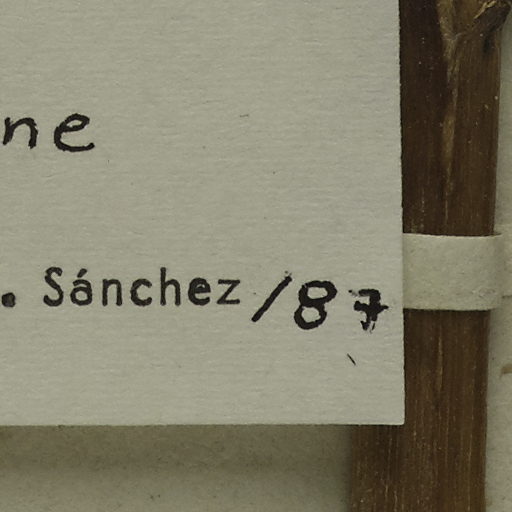 ne
. Sánchez /87